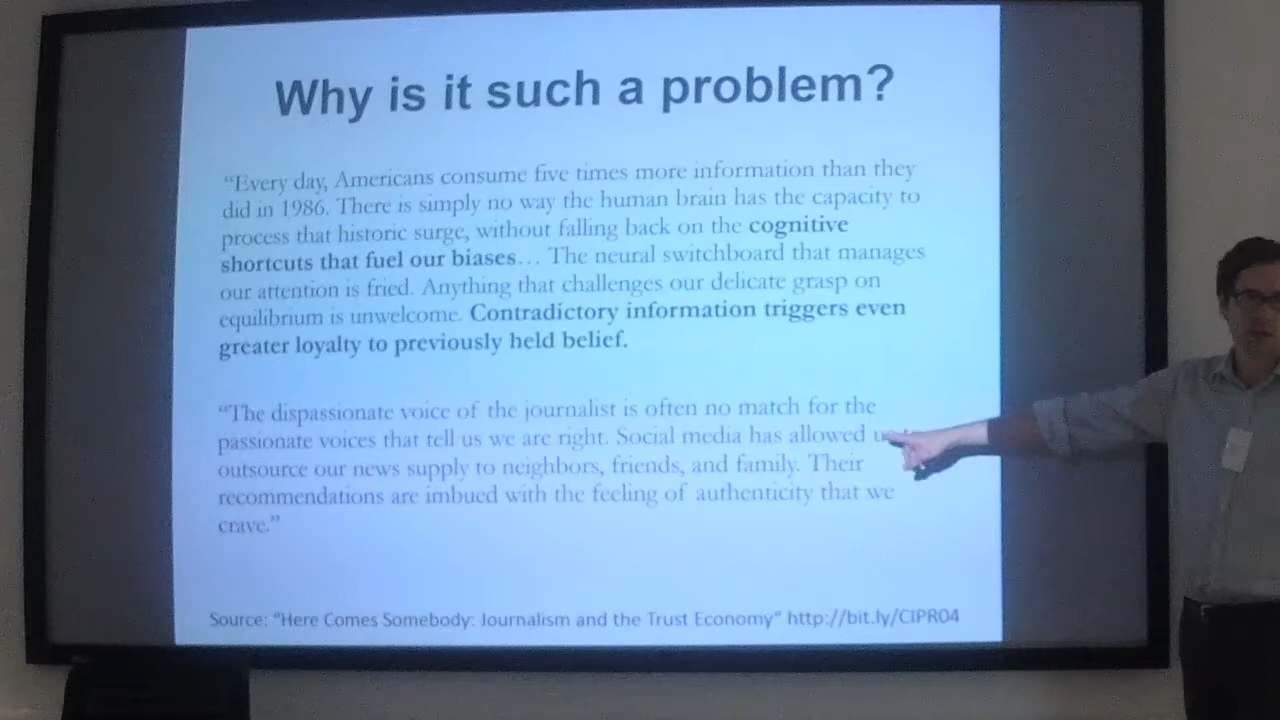 Why is it such a problem?
“Every day, Americans consume five times more information than they
did in 1986. There is simply no way the human brain has the capacity to
process that historic surge, without falling back on the cognitive
shortcuts that fuel our biases… The neural switchboard that manages
our attention is fried. Anything that challenges our delicate grasp on
equilibrium is unwelcome. Contradictory information triggers even
greater loyalty to previously held belief.
“The dispassionate voice of the journalist is often no match for the
passionate voices that tell us we are right. Social media has allowed
outsource our news supply to neighbors, friends, and family. Their
recommendations are imbued with the feeling of authenticity that we
crave.”
Source: “Here Comes Somebody: Journalism and the Trust Economy” http://bit.ly/CIPR04